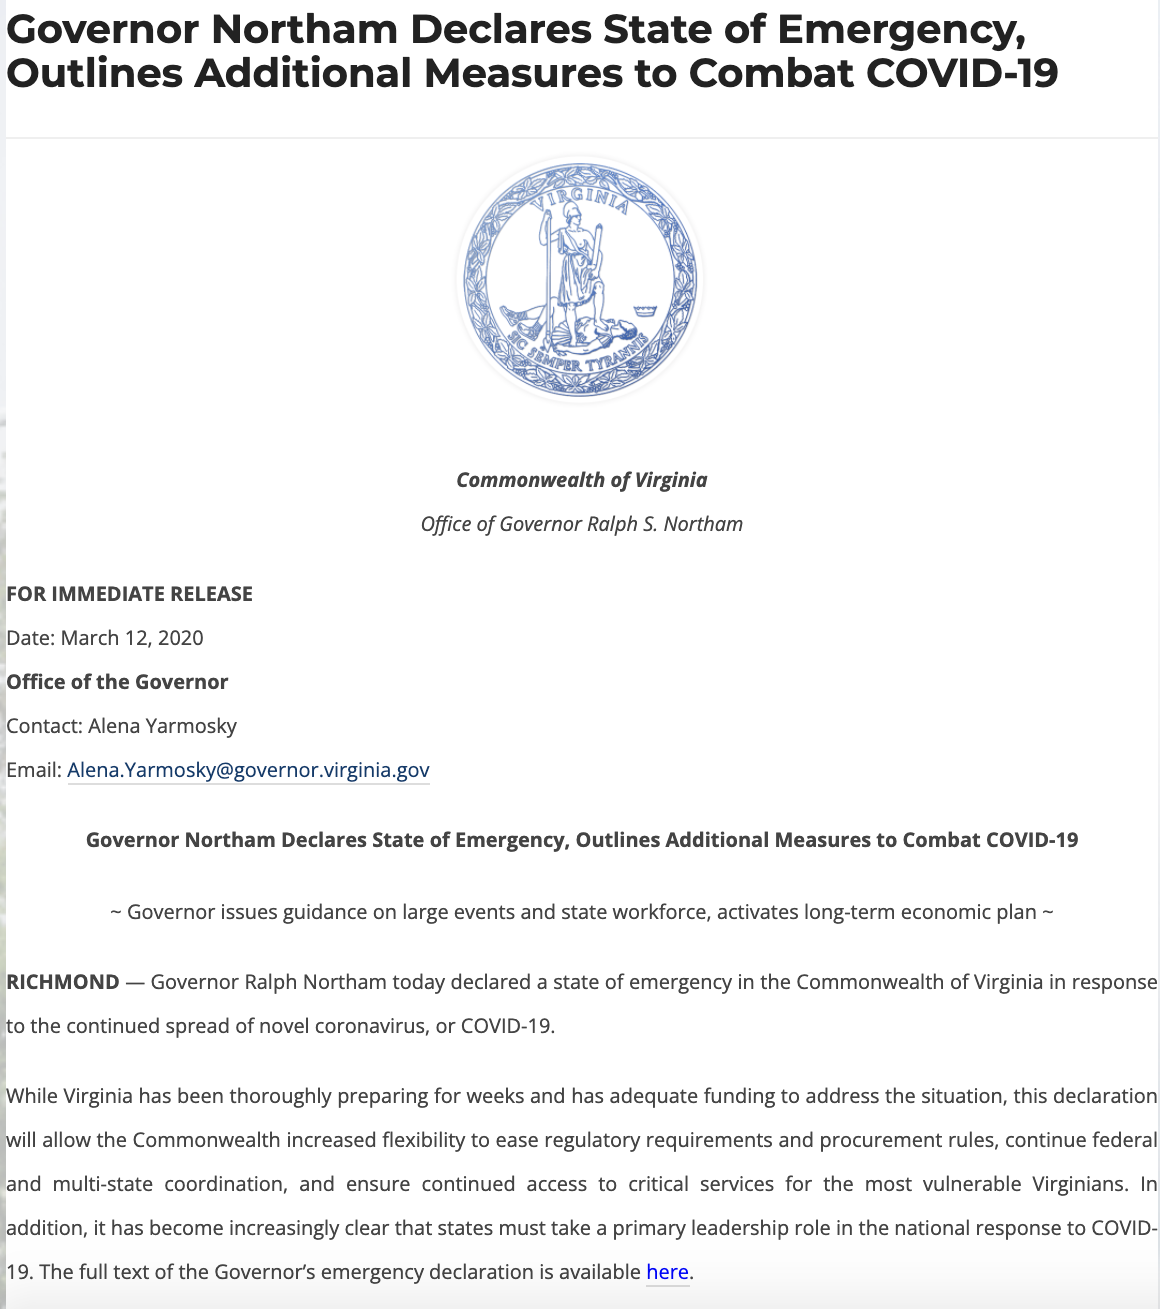 Governor Northam Declares State of Emergency,
Outlines Additional Measures to Combat COVID-19
VIRGINIA
SIC SEMPER TYRANNIS
Commonwealth of Virginia
Office of Governor Ralph S. Northam
FOR IMMEDIATE RELEASE
Date: March 12, 2020
Office of the Governor
Contact: Alena Yarmosky
Email: Alena.Yarmosky@governor.virginia.gov
Governor Northam Declares State of Emergency, Outlines Additional Measures to Combat COVID-19
~ Governor issues guidance on large events and state workforce, activates long-term economic plan ~
RICHMOND — Governor Ralph Northam today declared a state of emergency in the Commonwealth of Virginia in response
to the continued spread of novel coronavirus, or COVID-19.
While Virginia has been thoroughly preparing for weeks and has adequate funding to address the situation, this declaration
will allow the Commonwealth increased flexibility to ease regulatory requirements and procurement rules, continue federal
and multi-state coordination, and ensure continued access to critical services for the most vulnerable Virginians. In
addition, it has become increasingly clear that states must take a primary leadership role in the national response to COVID-
19. The full text of the Governor’s emergency declaration is available here.